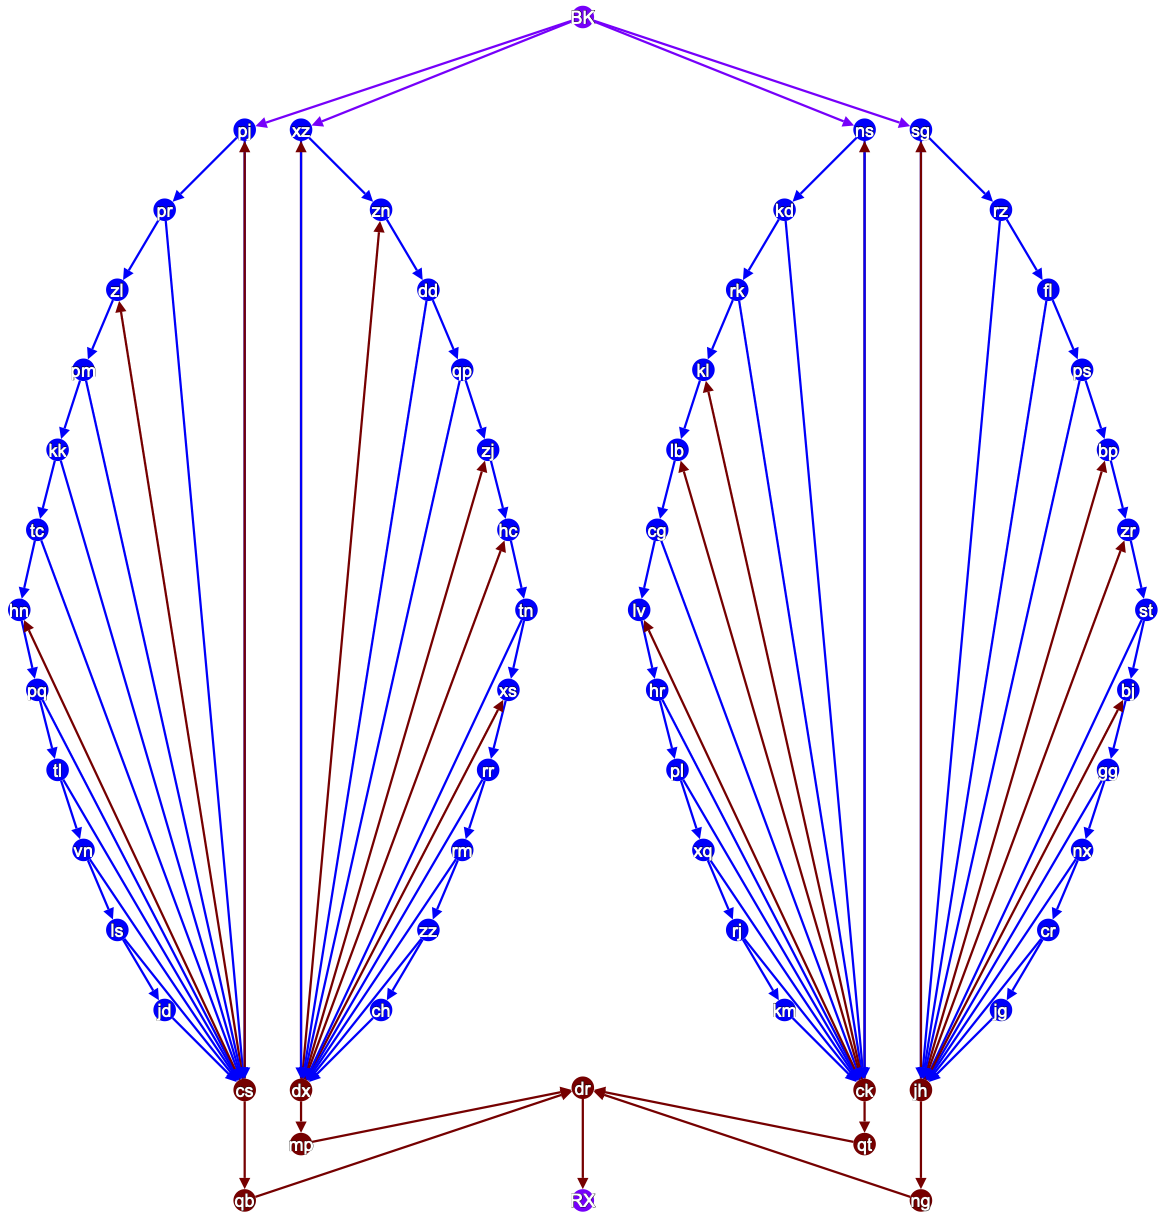 BK
pj xz ns sg
pr zn kd rz
zl dd rk fl
pm qp kl ps
kk zj lb bp
tc hc cg zr
hn tn lv st
pq xs hr bj
tl rr pl gg
vn rm xq nx
ls zz rj cr
jd ch km jg
cs dx dr ck jh
mp qt
qb RX ng